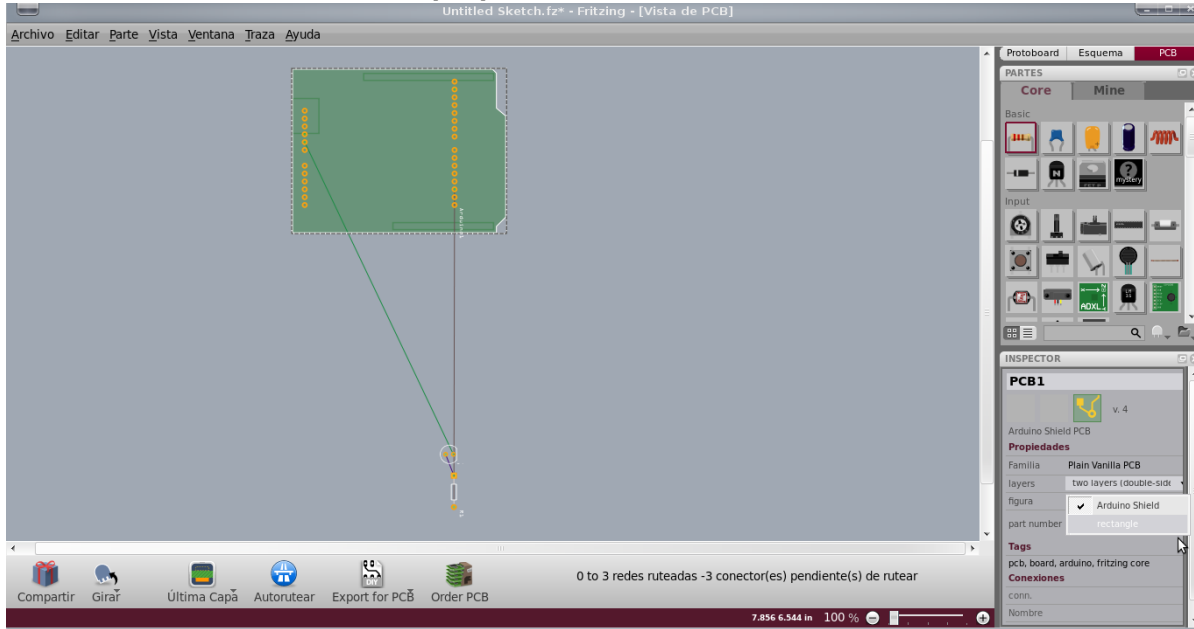 Untitled Sketch.fz* - Fritzing - [Vista de PCB]
Archivo Editar Parte Vista Ventana Traza Ayuda
Protoboard Esquema PCB
PARTES
Core Mine
Basic
N
?
mystery
Input
ADXL
INSPECTOR
PCB1
v. 4
Arduino Shield PCB
Propiedades
Familia Plain Vanilla PCB
layers two layers (double-side
figura
Arduino Shield
part number
rectangle
Tags
pcb, board, arduino, fritzing core
Conexiones
conn.
Nombre
DIY
Compartir Girar Última Capa Autorutear Export for PCB Order PCB
0 to 3 redes ruteadas -3 conector(es) pendiente(s) de rutear
7.856 6.544 in 100 %